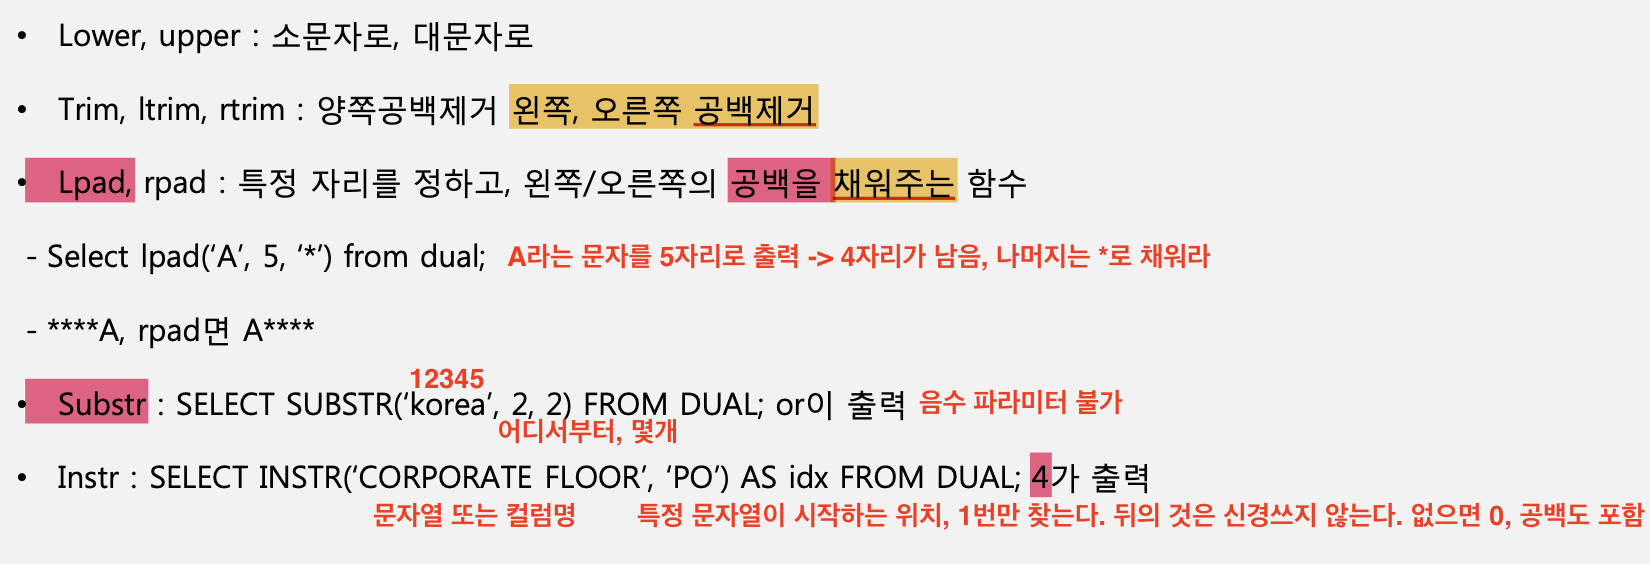 • Lower, upper : 소문자로, 대문자로
• Trim, ltrim, rtrim : 양쪽공백제거 왼쪽, 오른쪽 공백제거
• Lpad, rpad : 특정 자리를 정하고, 왼쪽/오른쪽의 공백을 채워주는 함수
- Select lpad(‘A’, 5, ‘*’) from dual; A라는 문자를 5자리로 출력 -> 4자리가 남음, 나머지는 *로 채워라
- ****A, rpad면 A****
12345
• Substr : SELECT SUBSTR(‘korea’, 2, 2) FROM DUAL; or이 출력 음수 파라미터 불가
어디서부터, 몇개
• Instr : SELECT INSTR(‘CORPORATE FLOOR’, ‘PO’) AS idx FROM DUAL; 4가 출력
문자열 또는 컬럼명 특정 문자열이 시작하는 위치, 1번만 찾는다. 뒤의 것은 신경쓰지 않는다. 없으면 0, 공백도 포함